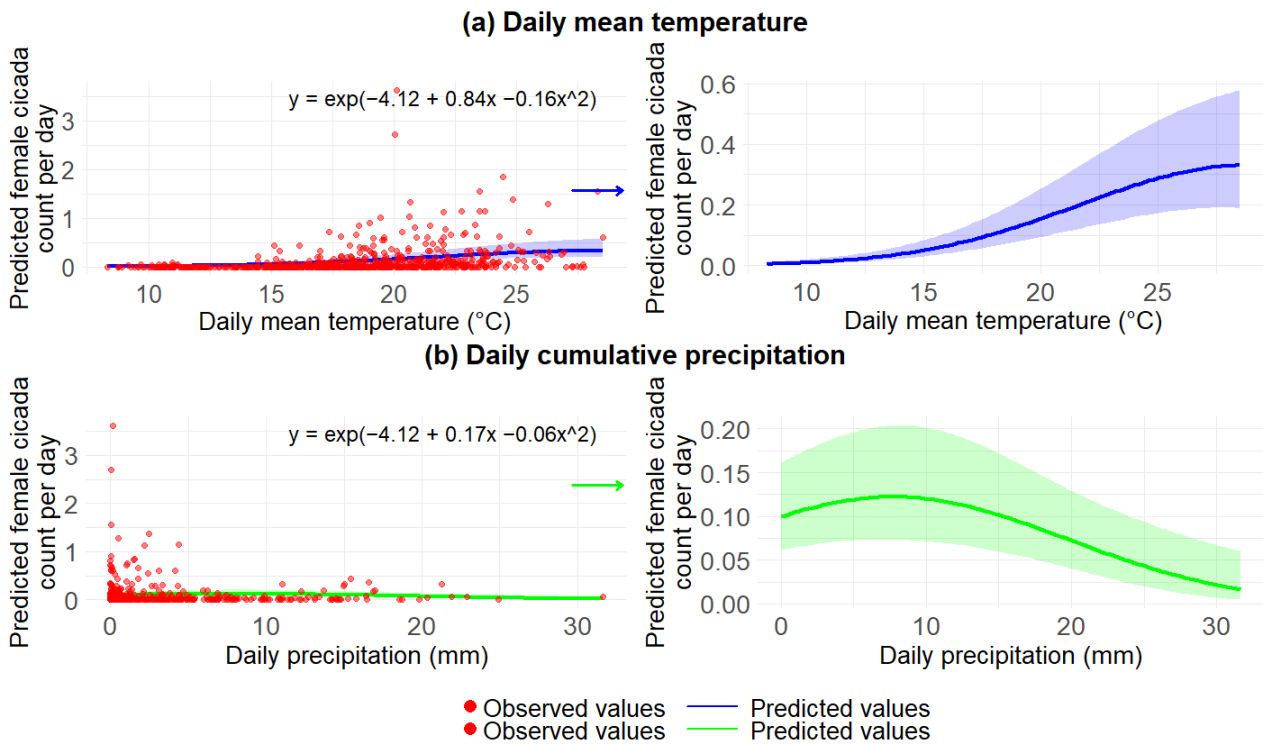 (a) Daily mean temperature
Predicted female cicada
count per day
y = exp(−4.12 + 0.84x −0.16x^2)
3
2
1
0
10 15 20 25
Daily mean temperature (°C)
Predicted female cicada
count per day
0.6
0.4
0.2
0.0
10 15 20 25
Daily mean temperature (°C)
(b) Daily cumulative precipitation
Predicted female cicada
count per day
y = exp(−4.12 + 0.17x −0.06x^2)
3
2
1
0
0 10 20 30
Daily precipitation (mm)
Predicted female cicada
count per day
0.20
0.15
0.10
0.05
0.00
0 10 20 30
Daily precipitation (mm)
Observed values Predicted values
Observed values Predicted values